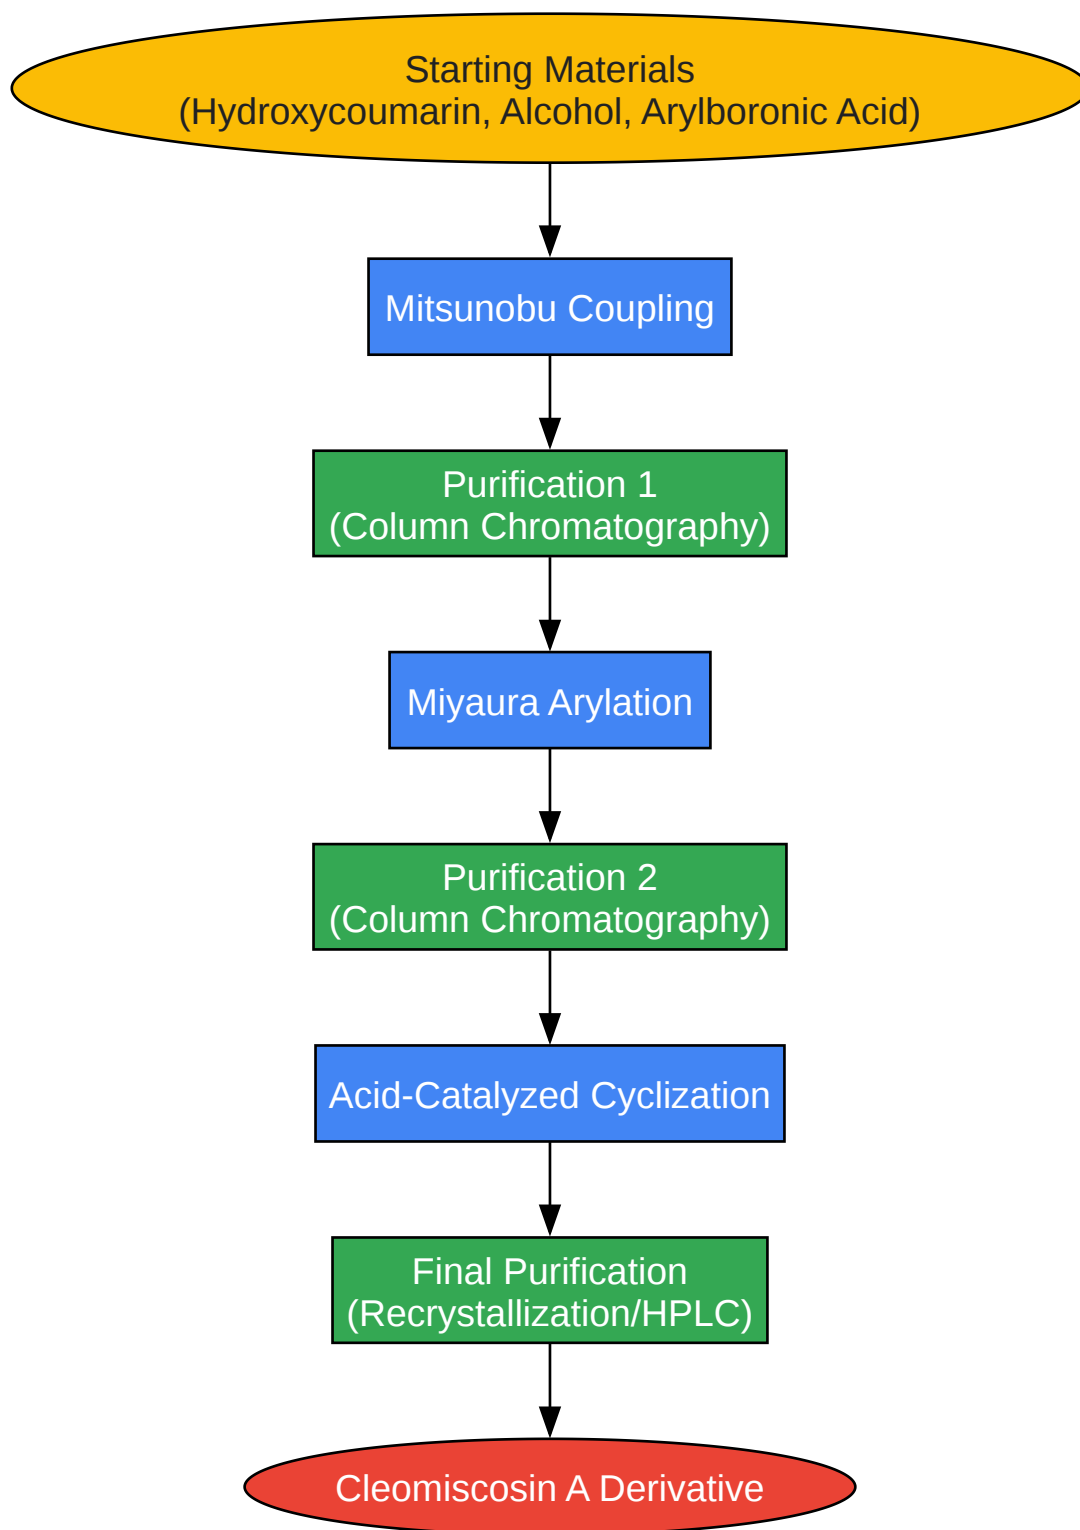 Starting Materials
(Hydroxycoumarin, Alcohol, Arylboronic Acid)
Mitsunobu Coupling
Purification 1
(Column Chromatography)
Miyaura Arylation
Purification 2
(Column Chromatography)
Acid-Catalyzed Cyclization
Final Purification
(Recrystallization/HPLC)
Cleomiscosin A Derivative